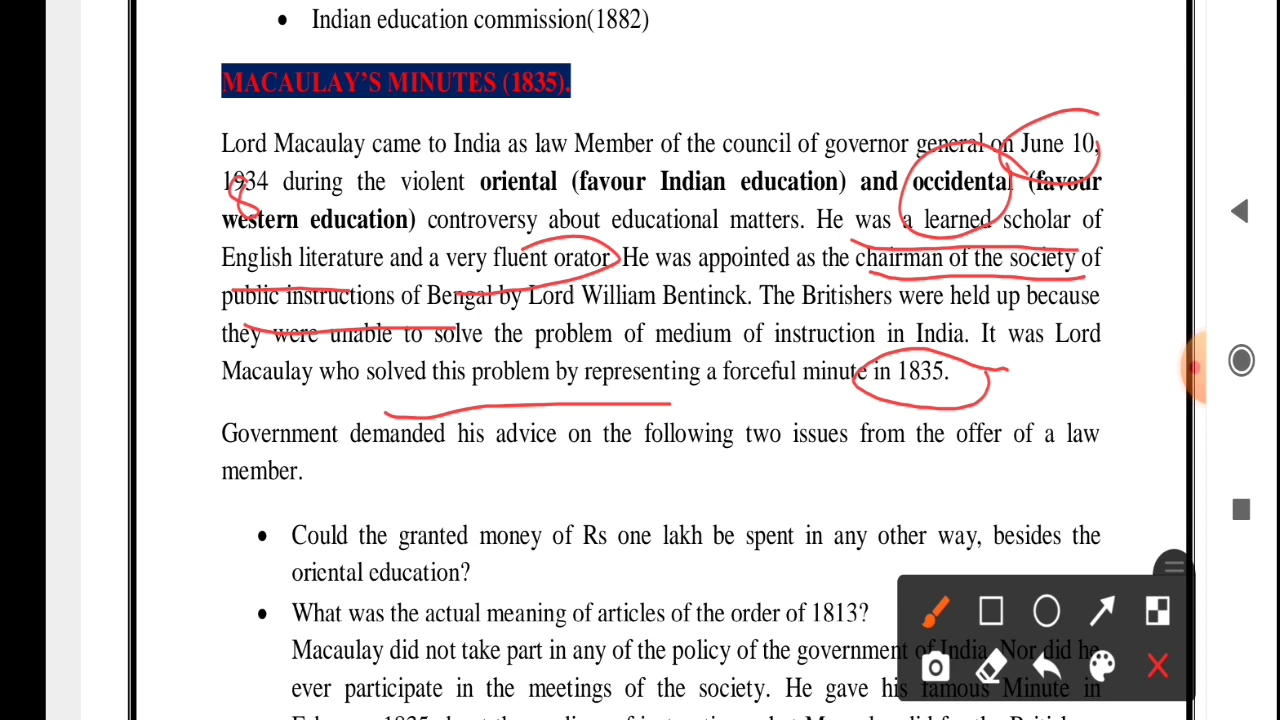 Indian education commission(1882)
MACAULAY'S MINUTES (1835).
Lord Macaulay came to India as law Member of the council of governor general on June 10,
1934 during the violent oriental (favour Indian education) and occidental (favour
8
western education) controversy about educational matters. He was a learned scholar of
English literature and a very fluent orator. He was appointed as the chairman of the society of
public instructions of Bengal by Lord William Bentinck. The Britishers were held up because
they were unable to solve the problem of medium of instruction in India. It was Lord
Macaulay who solved this problem by representing a forceful minute in 1835.
Government demanded his advice on the following two issues from the offer of a law
member.
Could the granted money of Rs one lakh be spent in any other way, besides the
oriental education?
What was the actual meaning of articles of the order of 1813?
Macaulay did not take part in any of the policy of the government of India. Nor did he
ever participate in the meetings of the society. He gave his famous Minute in